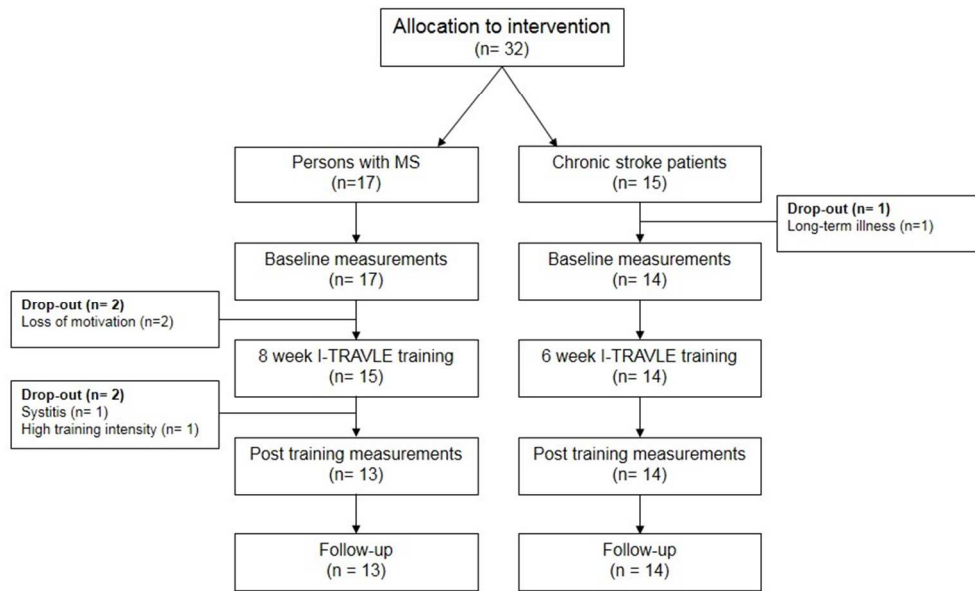 Allocation to intervention
(n= 32)
Persons with MS
(n=17)
Chronic stroke patients
(n= 15)
Drop-out (n= 1)
Long-term illness (n=1)
Baseline measurements
(n= 17)
Baseline measurements
(n= 14)
Drop-out (n= 2)
Loss of motivation (n=2)
8 week I-TRAVLE training
(n= 15)
6 week I-TRAVLE training
(n= 14)
Drop-out (n= 2)
Systitis (n= 1)
High training intensity (n= 1)
Post training measurements
(n= 13)
Post training measurements
(n= 14)
Follow-up
(n = 13)
Follow-up
(n = 14)